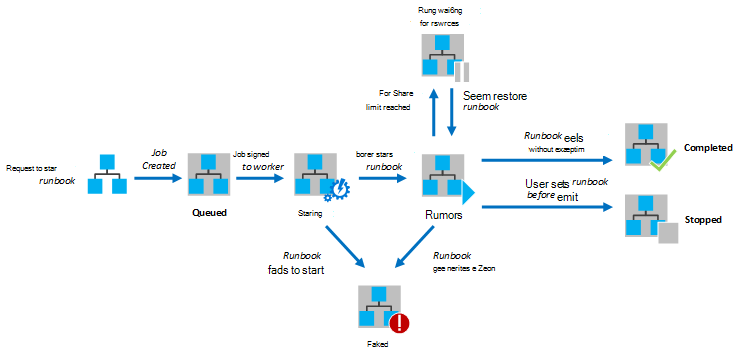 Rung wai6ng
for rswrces
For Share
limit reached
Seem restore
runbook
Request to star
runbook
Job
Created
Queued
Job signed
to worker
Staring
borer stars
runbook
Rumors
Runbook eels
without exæptim
Completed
User sets runbook
before emit
Stopped
Runbook
fads to start
Runbook
gee nerites e Zeon
Faked